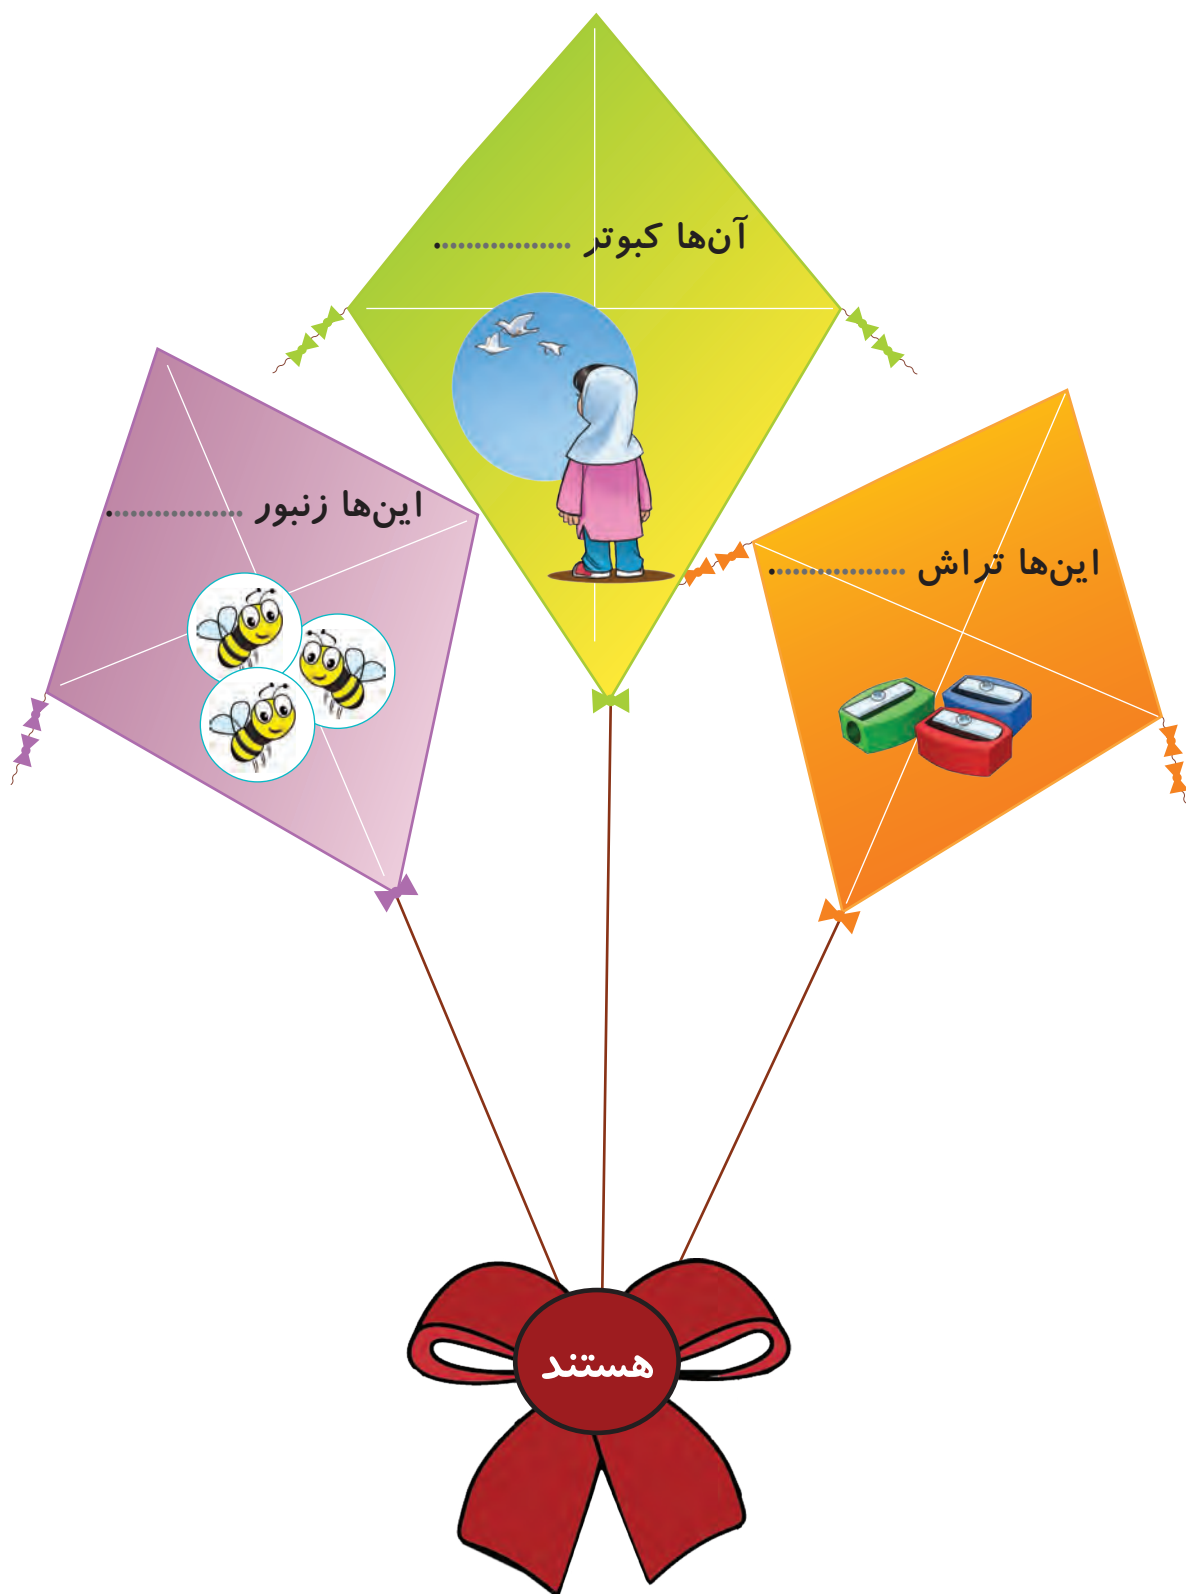 آن‌ها کبوتر .................
این‌ها تراش .................
این‌ها زنبور .................
هستند